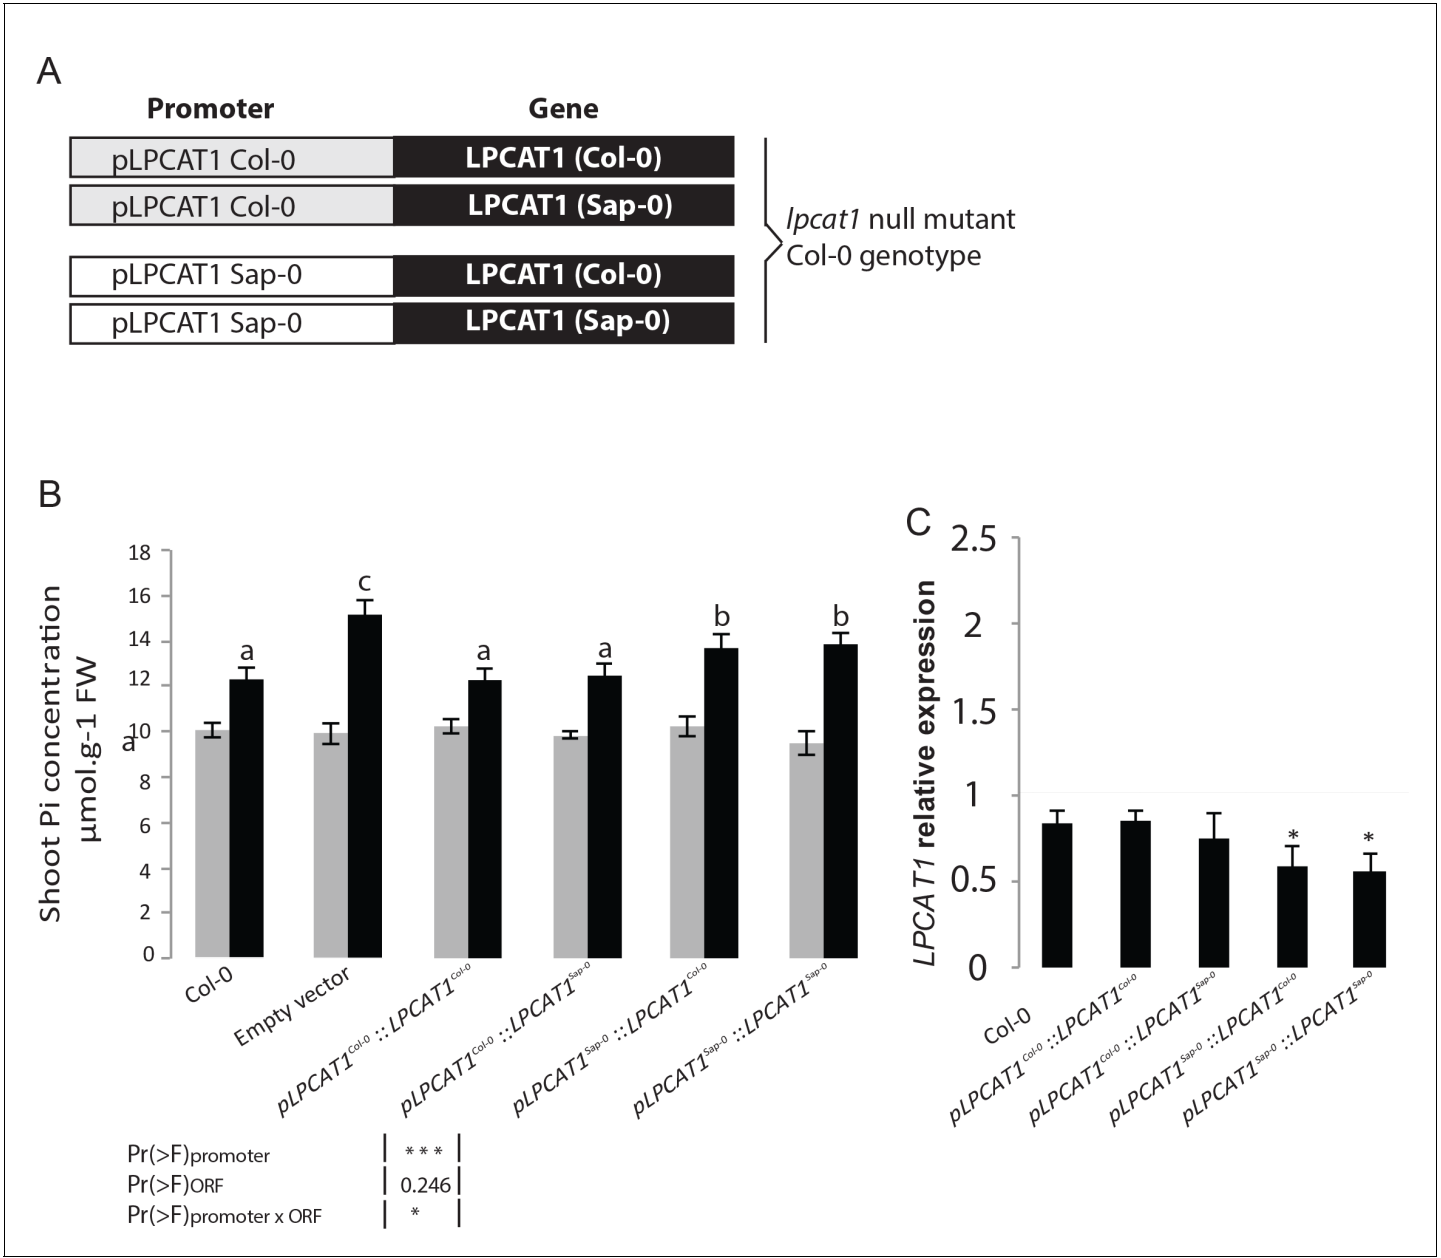 A
Promoter Gene
pLPCAT1 Col-0 LPCAT1 (Col-0)
pLPCAT1 Col-0 LPCAT1 (Sap-0)
pLPCAT1 Sap-0 LPCAT1 (Col-0)
pLPCAT1 Sap-0 LPCAT1 (Sap-0)
lpcat1 null mutant
Col-0 genotype
B
Shoot Pi concentration
µmol.g-1 FW
18
16
14
12
10
8
6
4
2
0
a
a
c
a
a
b
b
Col-0
Empty vector
pLPCAT1Col-0 ::LPCAT1Col-0
pLPCAT1Col-0 ::LPCAT1Sap-0
pLPCAT1Sap-0 ::LPCAT1Col-0
pLPCAT1Sap-0 ::LPCAT1Sap-0
Pr(>F)promoter | *** |
Pr(>F)ORF | 0.246 |
Pr(>F)promoter x ORF | * |
C
LPCAT1 relative expression
2.5
2
1.5
1
0.5
0
*
*
Col-0
pLPCAT1Col-0 ::LPCAT1Col-0
pLPCAT1Col-0 ::LPCAT1Sap-0
pLPCAT1Sap-0 ::LPCAT1Col-0
pLPCAT1Sap-0 ::LPCAT1Sap-0